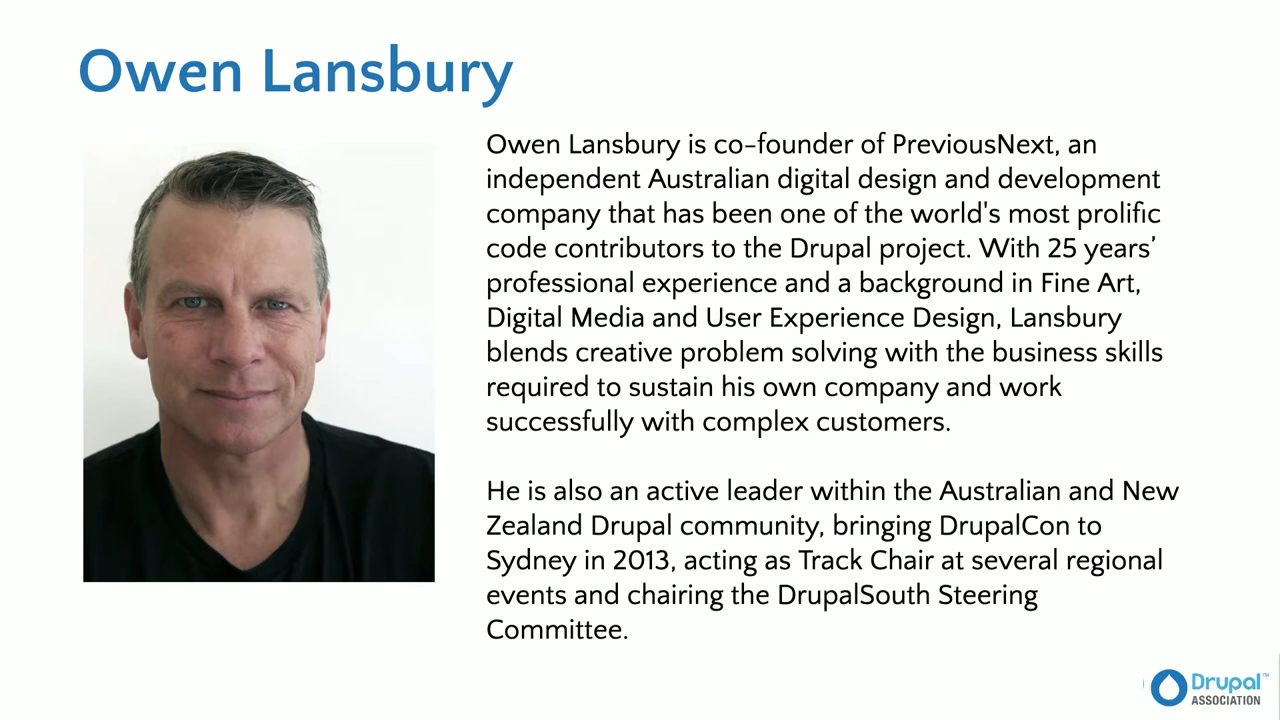 Owen Lansbury
Owen Lansbury is co-founder of PreviousNext, an
independent Australian digital design and development
company that has been one of the world's most prolific
code contributors to the Drupal project. With 25 years’
professional experience and a background in Fine Art,
Digital Media and User Experience Design, Lansbury
blends creative problem solving with the business skills
required to sustain his own company and work
successfully with complex customers.
He is also an active leader within the Australian and New
Zealand Drupal community, bringing DrupalCon to
Sydney in 2013, acting as Track Chair at several regional
events and chairing the DrupalSouth Steering
Committee.
Drupal™
ASSOCIATION